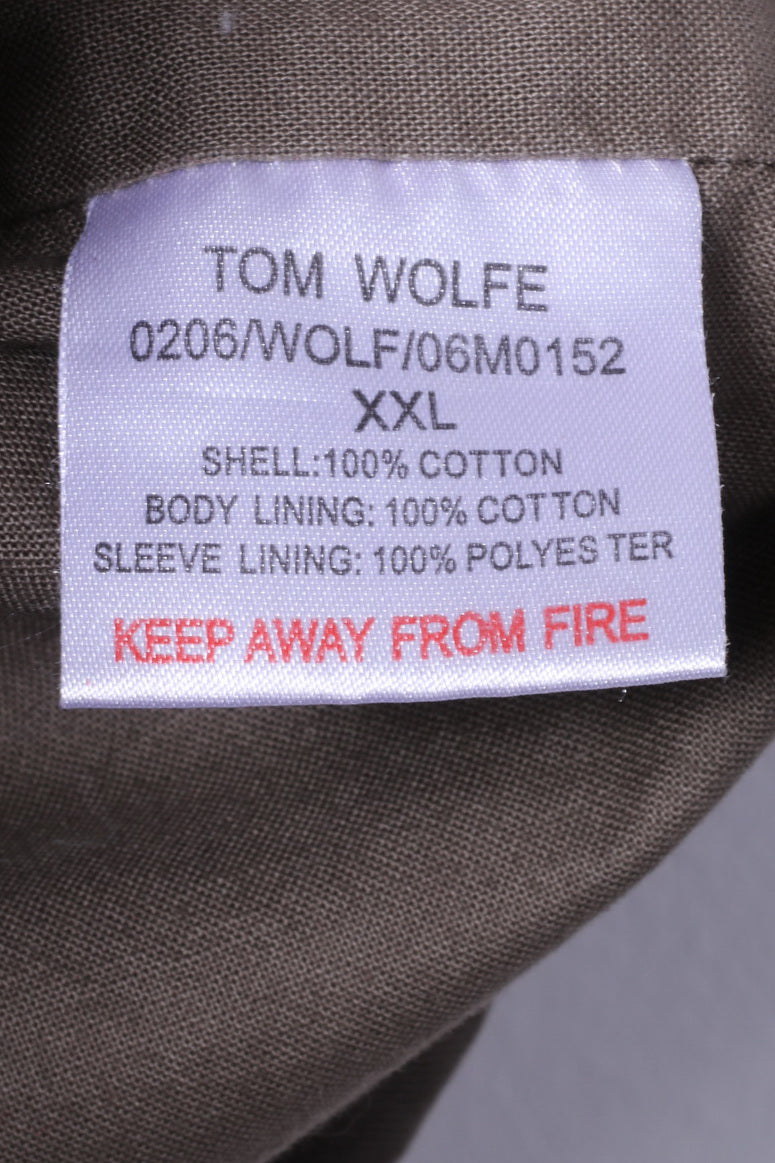 TOM WOLFE
0206/WOLF/06M0152
XXL
SHELL:100% COTTON
BODY LINING: 100% COTTON
SLEEVE LINING: 100% POLYES TER
KEEP AWAY FROM FIRE